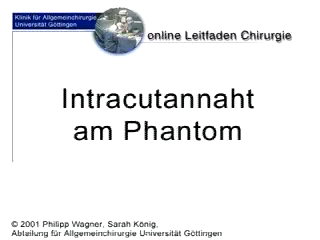 Klinik für Allgemeinchirurgie
Universität Göttingen
online Leitfaden Chirurgie
Intracutannaht
am Phantom
© 2001 Philipp Wagner, Sarah König,
Abteilung für Allgemeinchirurgie Universität Göttingen